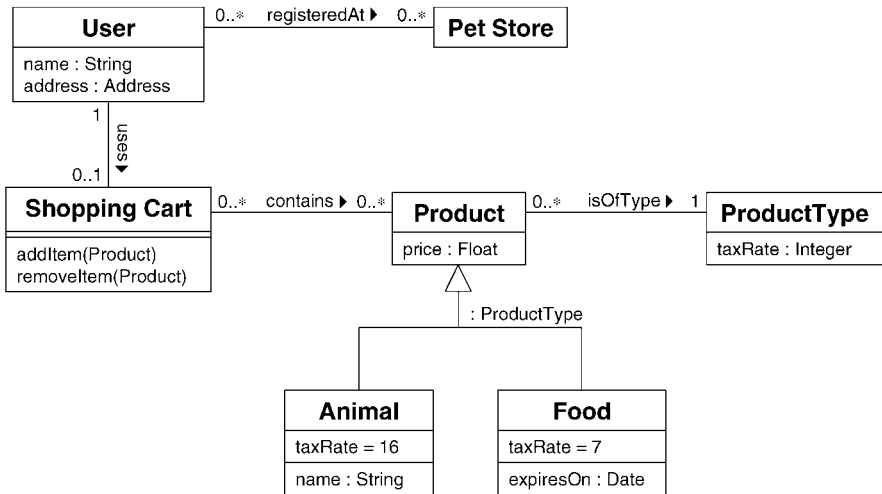 User
name : String
address : Address
0..* registeredAt 0..*
Pet Store
1
uses
0..1
Shopping Cart
addItem(Product)
removeItem(Product)
0..* contains 0..*
Product
price : Float
0..* isOfType 1
ProductType
taxRate : Integer
: ProductType
Animal
taxRate = 16
name : String
Food
taxRate = 7
expiresOn : Date